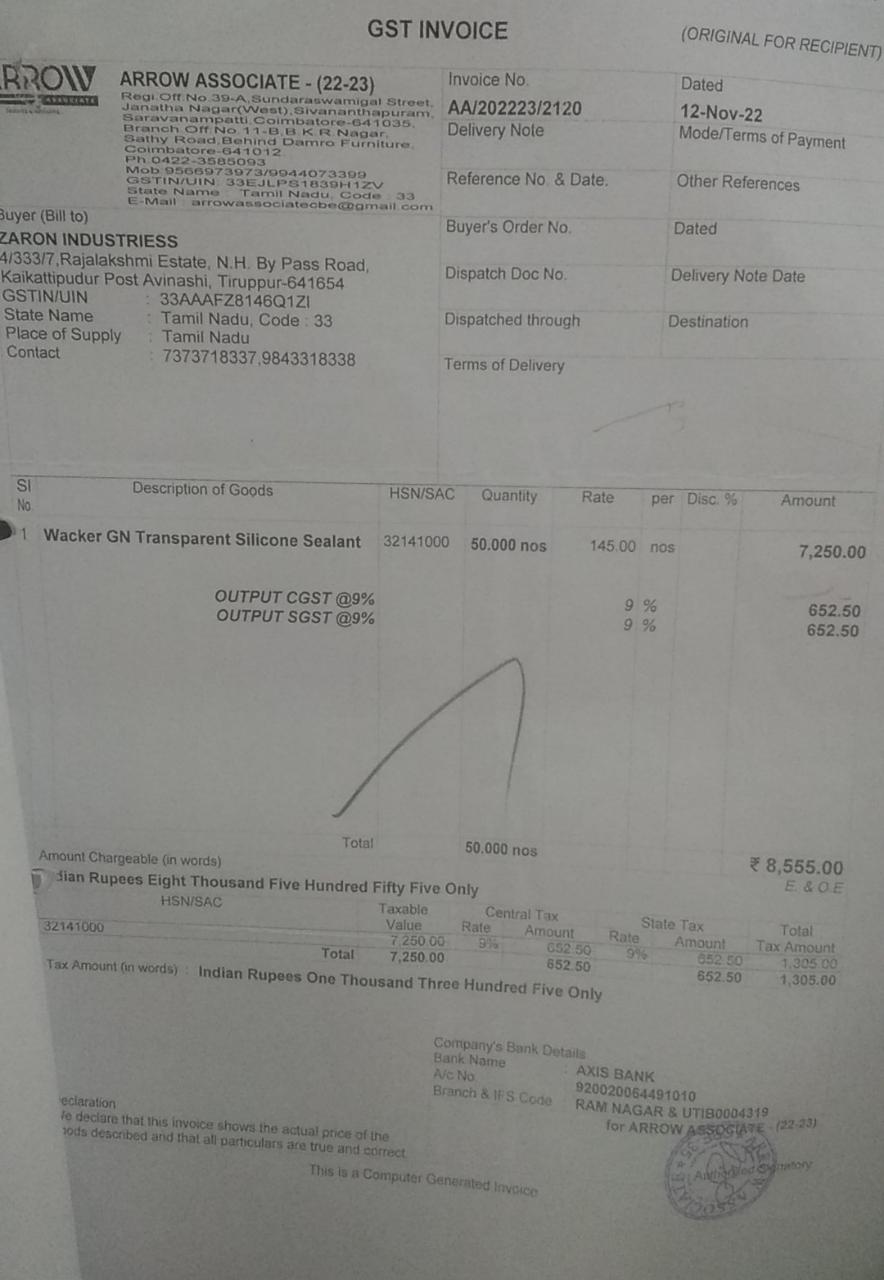 GST INVOICE
(ORIGINAL FOR RECIPIENT)
RROW
ASSOCIATE
ARROW ASSOCIATE - (22-23)
Regi.Off.No.39-A,Sundaraswamigal Street,
Janatha Nagar(West),Sivananthapuram,
Saravanampatti,Coimbatore-641035,
Branch Off.No.11-B,B.K.R.Nagar,
Sathy Road,Behind Damro Furniture,
Coimbatore-641012
Ph.0422-3585093
Mob.9566973973/9944073399
GSTIN/UIN: 33EJLPS1839H1ZV
State Name : Tamil Nadu, Code : 33
E-Mail : arrowassociatecbe@gmail.com
Invoice No.
AA/202223/2120
Dated
12-Nov-22
Delivery Note
Mode/Terms of Payment
Reference No. & Date.
Other References
Buyer's Order No.
Dated
Dispatch Doc No.
Delivery Note Date
Dispatched through
Destination
Terms of Delivery
Buyer (Bill to)
ZARON INDUSTRIESS
4/333/7,Rajalakshmi Estate, N.H. By Pass Road,
Kaikattipudur Post Avinashi, Tiruppur-641654
GSTIN/UIN : 33AAAFZ8146Q1ZI
State Name : Tamil Nadu, Code : 33
Place of Supply : Tamil Nadu
Contact : 7373718337,9843318338
Sl No. Description of Goods HSN/SAC Quantity Rate per Disc. % Amount
1 Wacker GN Transparent Silicone Sealant 32141000 50.000 nos 145.00 nos 7,250.00
OUTPUT CGST @9% 9 % 652.50
OUTPUT SGST @9% 9 % 652.50
Total 50.000 nos ₹ 8,555.00
Amount Chargeable (in words) E. & O.E
dian Rupees Eight Thousand Five Hundred Fifty Five Only
HSN/SAC Taxable Value Central Tax Rate Amount State Tax Rate Amount Total Tax Amount
32141000 7,250.00 9% 652.50 9% 652.50 1,305.00
Total 7,250.00 652.50 652.50 1,305.00
Tax Amount (in words) : Indian Rupees One Thousand Three Hundred Five Only
Company's Bank Details
Bank Name : AXIS BANK
A/c No. : 920020064491010
Branch & IFS Code : RAM NAGAR & UTIB0004319
for ARROW ASSOCIATE - (22-23)
eclaration
/e declare that this invoice shows the actual price of the
oods described and that all particulars are true and correct.
Authorised Signatory
This is a Computer Generated Invoice